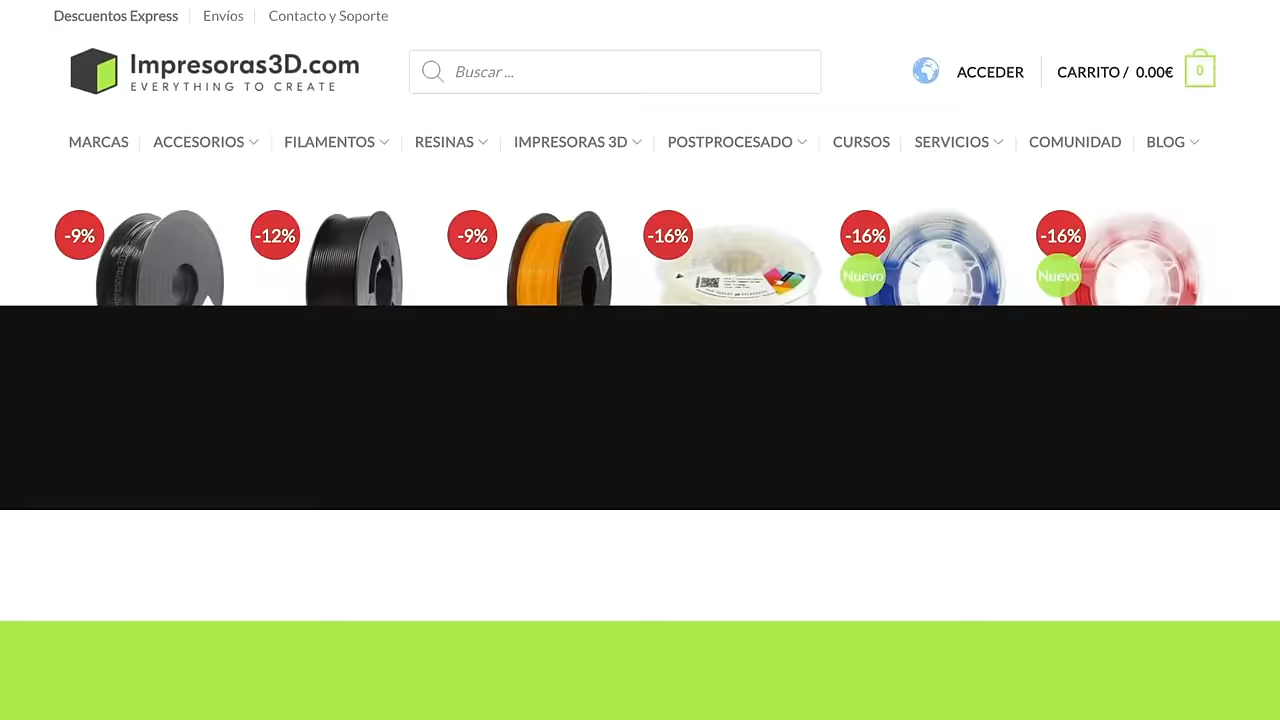 Descuentos Express
Envíos
Contacto y Soporte
Impresoras3D.com
EVERYTHING TO CREATE
Buscar ...
ACCEDER
CARRITO / 0.00€
0
MARCAS
ACCESORIOS
FILAMENTOS
RESINAS
IMPRESORAS 3D
POSTPROCESADO
CURSOS
SERVICIOS
COMUNIDAD
BLOG
-9%
-12%
-9%
-16%
-16%
-16%
Nuevo
Nuevo